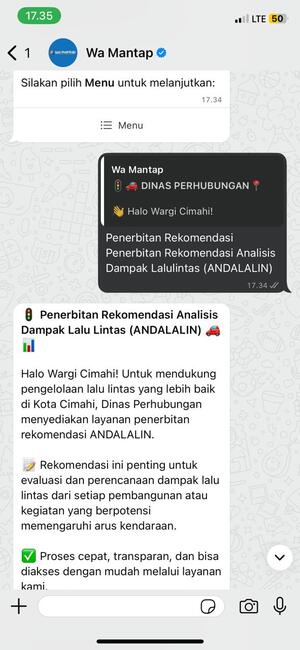 17.35
LTE 50
1
Wa Mantap
Silakan pilih Menu untuk melanjutkan:
17.34
Menu
Wa Mantap
🚦 🚗 DINAS PERHUBUNGAN📍
👋 Halo Wargi Cimahi!
Penerbitan Rekomendasi
Penerbitan Rekomendasi Analisis
Dampak Lalulintas (ANDALALIN)
17.34
🚦 Penerbitan Rekomendasi Analisis
Dampak Lalu Lintas (ANDALALIN) 🚗
📊
Halo Wargi Cimahi! Untuk mendukung
pengelolaan lalu lintas yang lebih baik
di Kota Cimahi, Dinas Perhubungan
menyediakan layanan penerbitan
rekomendasi ANDALALIN.
📝 Rekomendasi ini penting untuk
evaluasi dan perencanaan dampak lalu
lintas dari setiap pembangunan atau
kegiatan yang berpotensi
memengaruhi arus kendaraan.
✅ Proses cepat, transparan, dan bisa
diakses dengan mudah melalui layanan
kami.